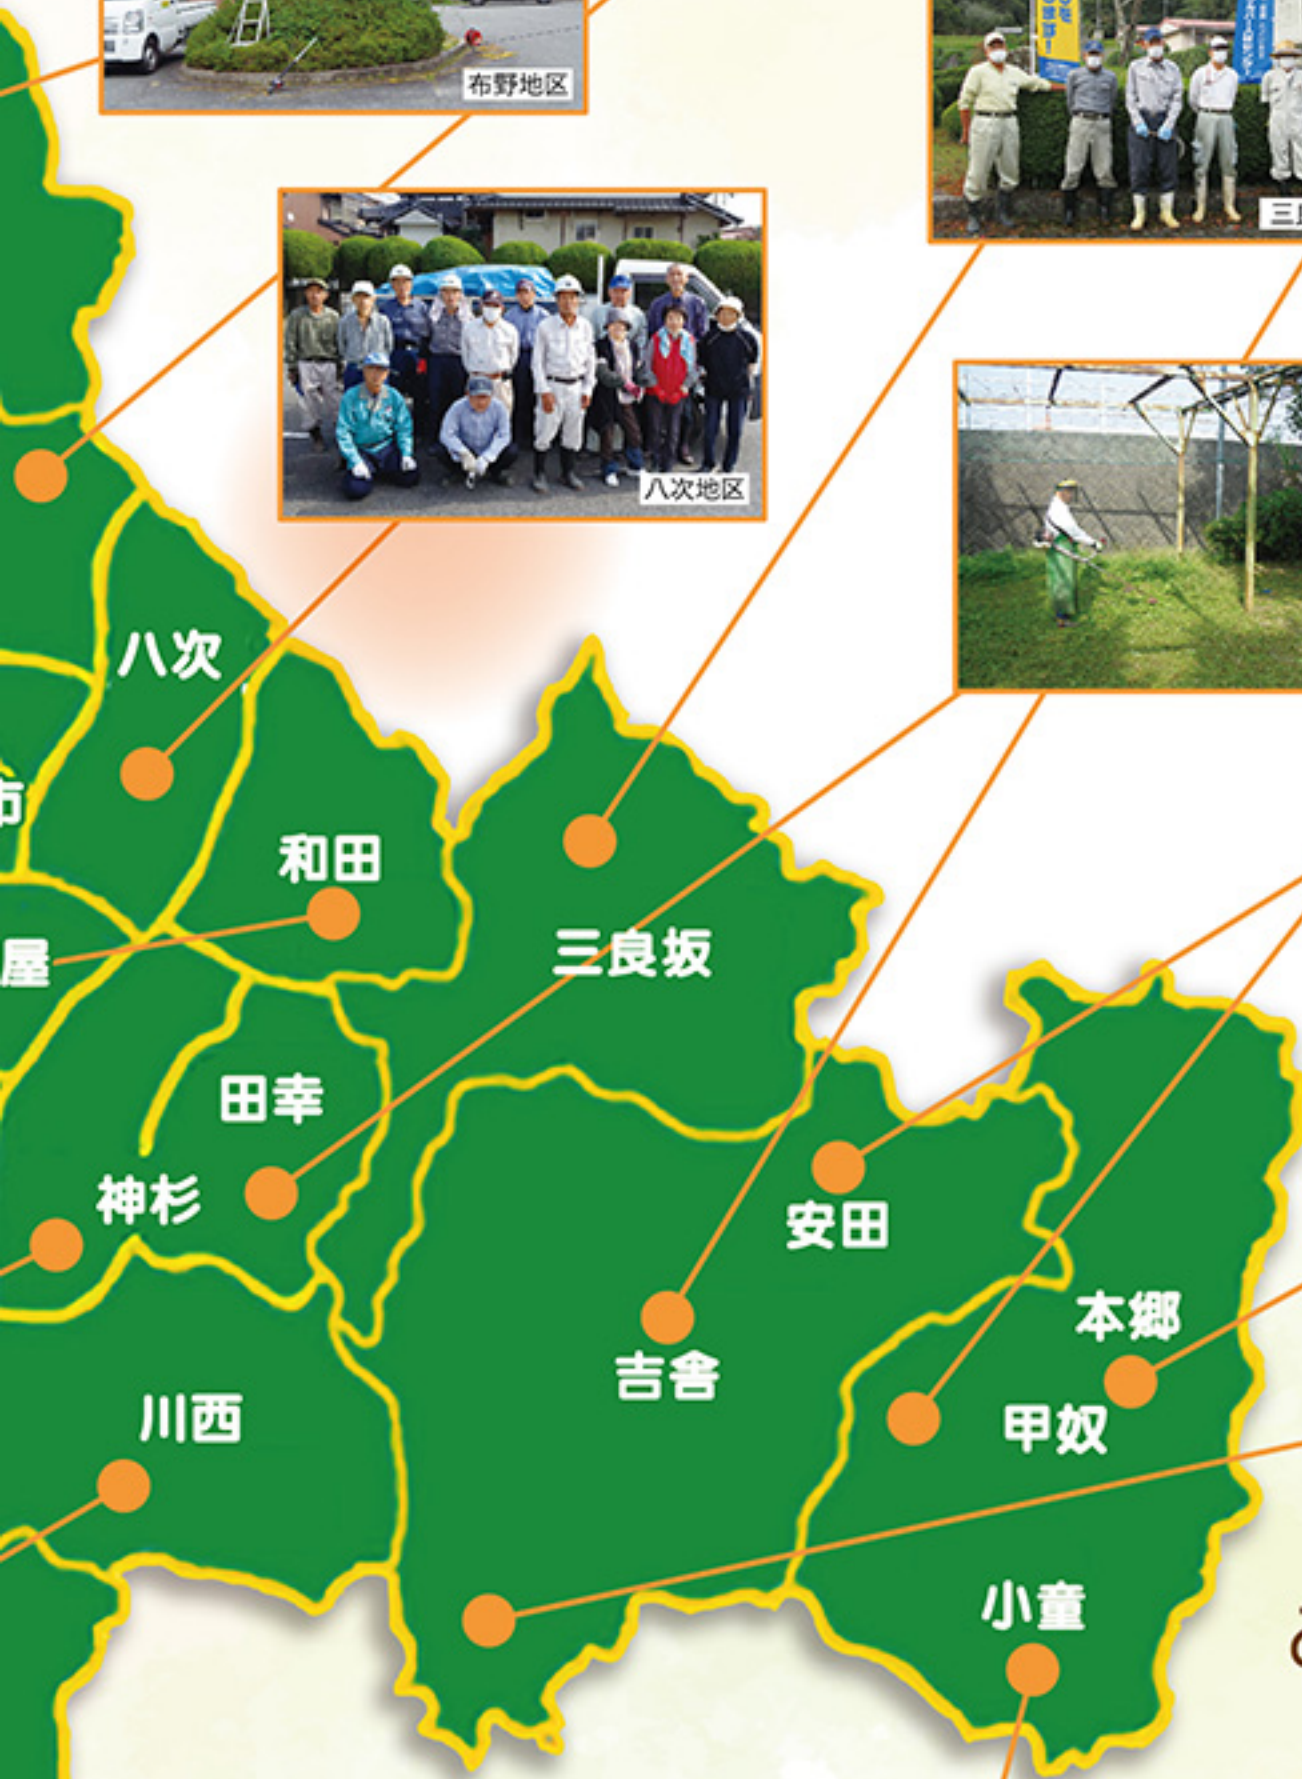 布野地区
八次地区
八次
市
和田
屋
三良坂
田幸
神杉
安田
本郷
吉舎
甲奴
川西
小童